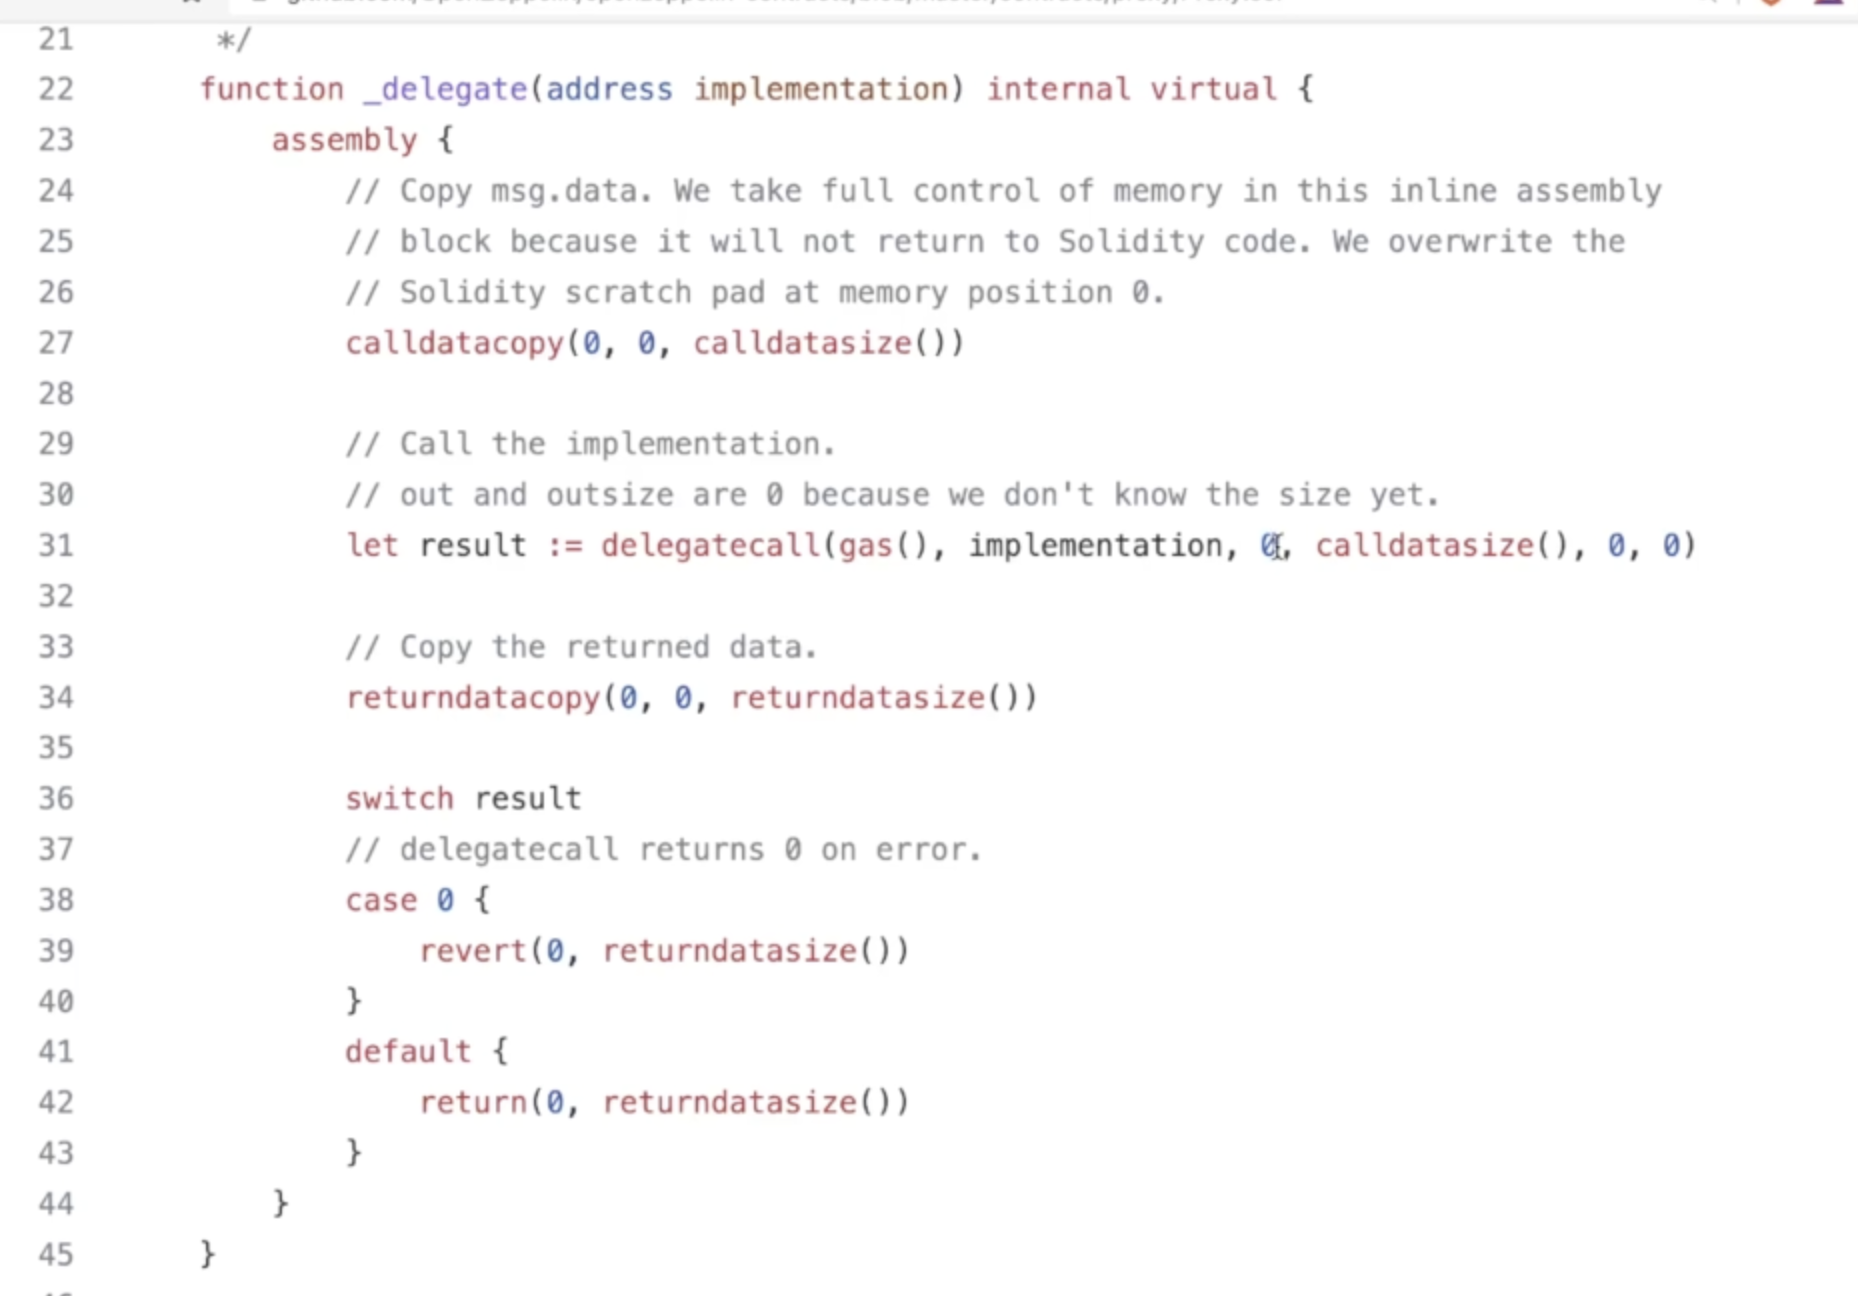 21 */
22 function _delegate(address implementation) internal virtual {
23 assembly {
24 // Copy msg.data. We take full control of memory in this inline assembly
25 // block because it will not return to Solidity code. We overwrite the
26 // Solidity scratch pad at memory position 0.
27 calldatacopy(0, 0, calldatasize())
28
29 // Call the implementation.
30 // out and outsize are 0 because we don't know the size yet.
31 let result := delegatecall(gas(), implementation, 0, calldatasize(), 0, 0)
32
33 // Copy the returned data.
34 returndatacopy(0, 0, returndatasize())
35
36 switch result
37 // delegatecall returns 0 on error.
38 case 0 {
39 revert(0, returndatasize())
40 }
41 default {
42 return(0, returndatasize())
43 }
44 }
45 }